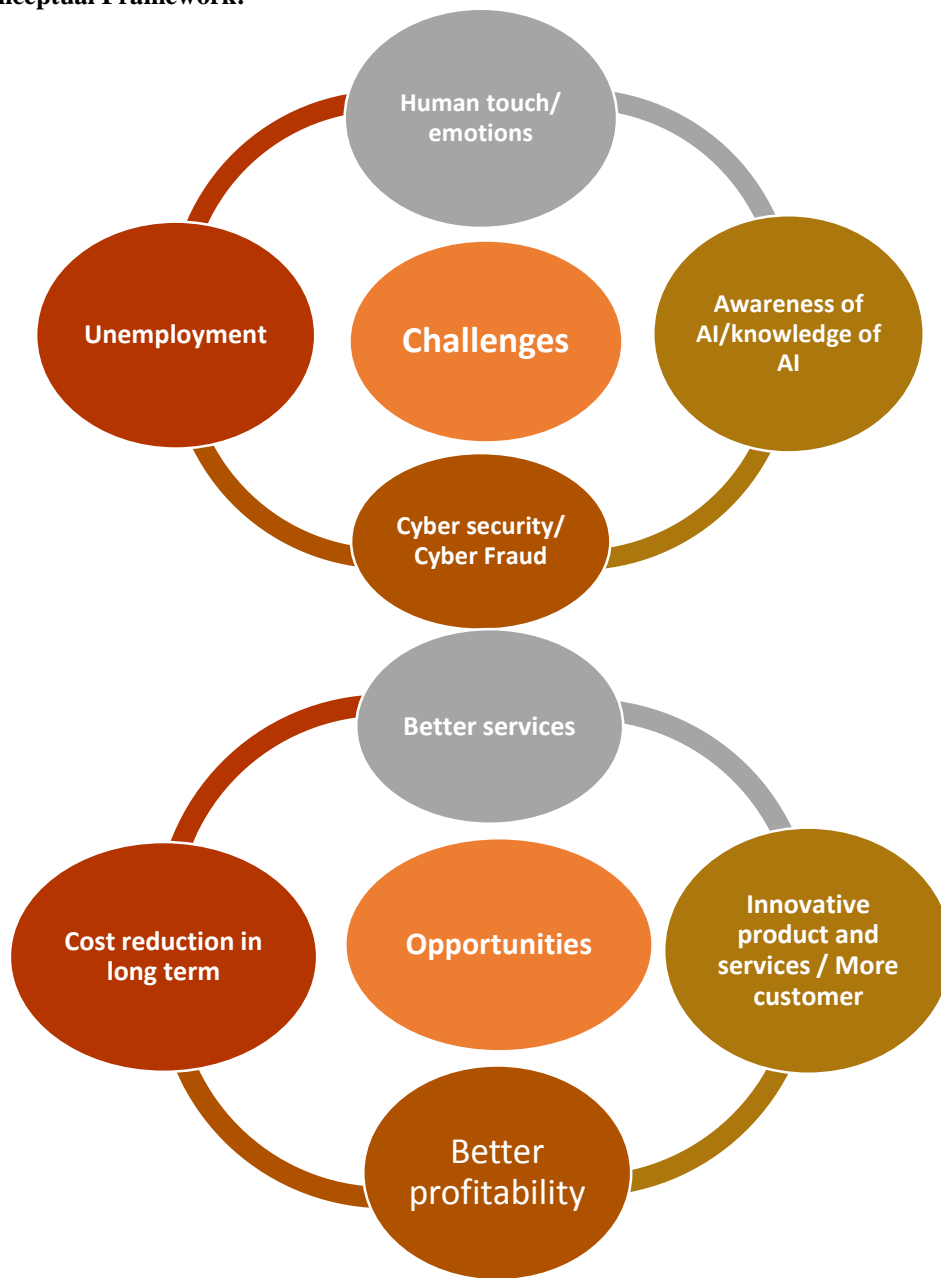 Human touch/
emotions
Unemployment
Challenges
Awareness of
AI/knowledge of
AI
Cyber security/
Cyber Fraud
Better services
Cost reduction in
long term
Opportunities
Innovative
product and
services / More
customer
Better
profitability